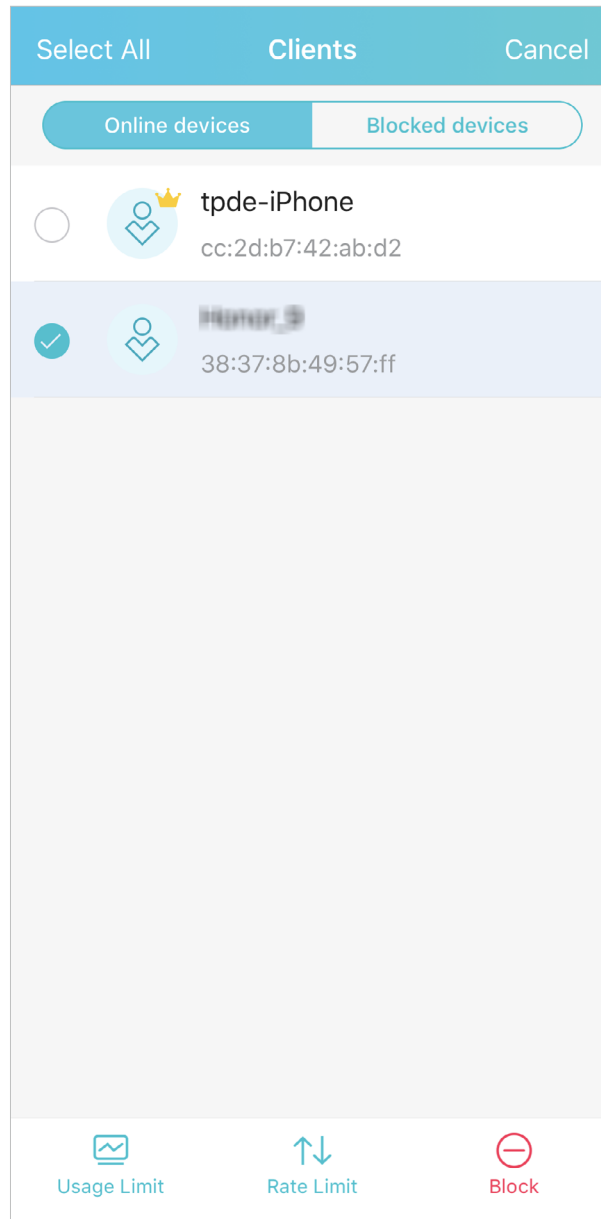 Select All Clients Cancel
Online devices Blocked devices
tpde-iPhone
cc:2d:b7:42:ab:d2
38:37:8b:49:57:ff
Usage Limit Rate Limit Block